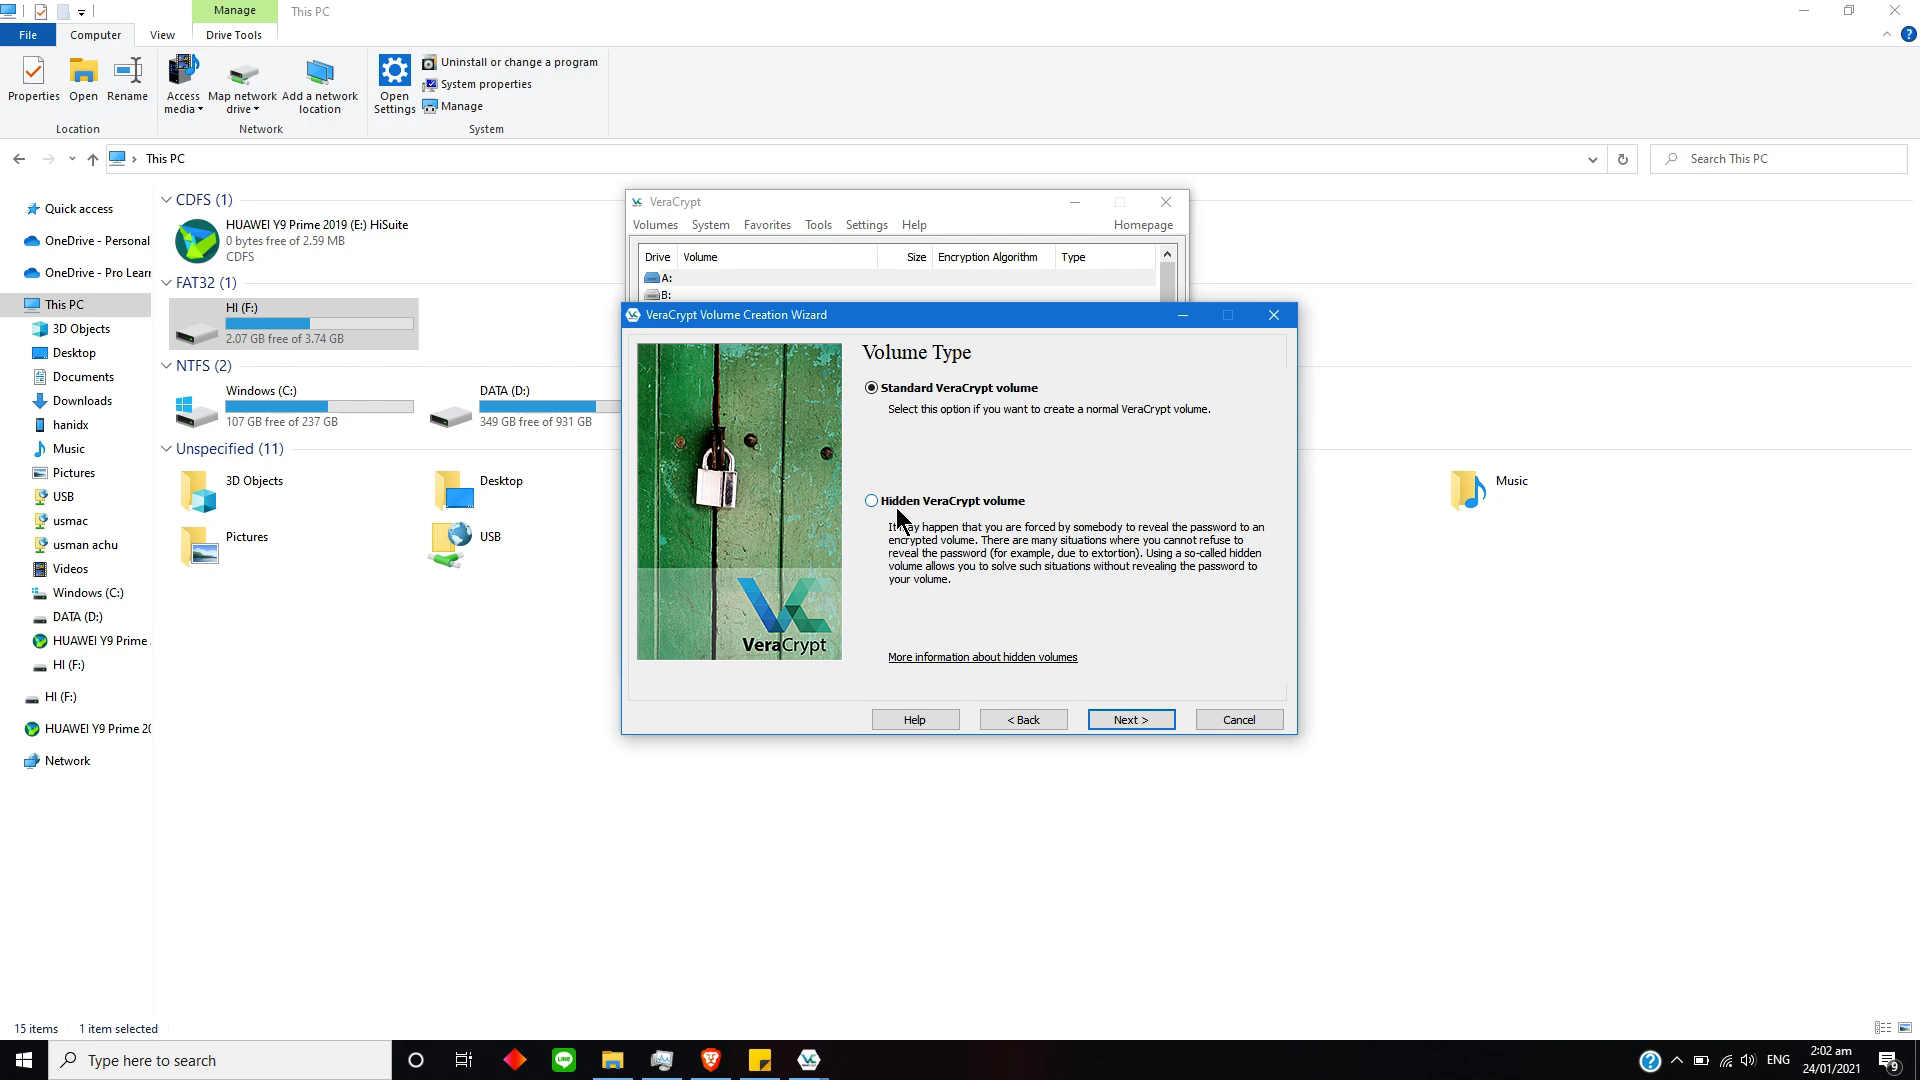 Manage
This PC
File
Computer
View
Drive Tools
?
Properties
Open
Rename
Access media
Map network drive
Add a network location
Open Settings
Uninstall or change a program
System properties
Manage
Location
Network
System
This PC
Search This PC
Quick access
OneDrive - Personal
OneDrive - Pro Learn
This PC
3D Objects
Desktop
Documents
Downloads
hanidx
Music
Pictures
USB
usmac
usman achu
Videos
Windows (C:)
DATA (D:)
HUAWEI Y9 Prime
HI (F:)
HI (F:)
HUAWEI Y9 Prime 20
Network
CDFS (1)
HUAWEI Y9 Prime 2019 (E:) HiSuite
0 bytes free of 2.59 MB
CDFS
FAT32 (1)
HI (F:)
2.07 GB free of 3.74 GB
NTFS (2)
Windows (C:)
107 GB free of 237 GB
DATA (D:)
349 GB free of 931 GB
Unspecified (11)
3D Objects
Desktop
Music
Pictures
USB
VeraCrypt
Volumes
System
Favorites
Tools
Settings
Help
Homepage
Drive
Volume
Size
Encryption Algorithm
Type
A:
B:
VeraCrypt Volume Creation Wizard
Volume Type
Standard VeraCrypt volume
Select this option if you want to create a normal VeraCrypt volume.
Hidden VeraCrypt volume
It may happen that you are forced by somebody to reveal the password to an
encrypted volume. There are many situations where you cannot refuse to
reveal the password (for example, due to extortion). Using a so-called hidden
volume allows you to solve such situations without revealing the password to
your volume.
More information about hidden volumes
VeraCrypt
Help
< Back
Next >
Cancel
15 items
1 item selected
Type here to search
LINE
ENG
2:02 am
24/01/2021
9